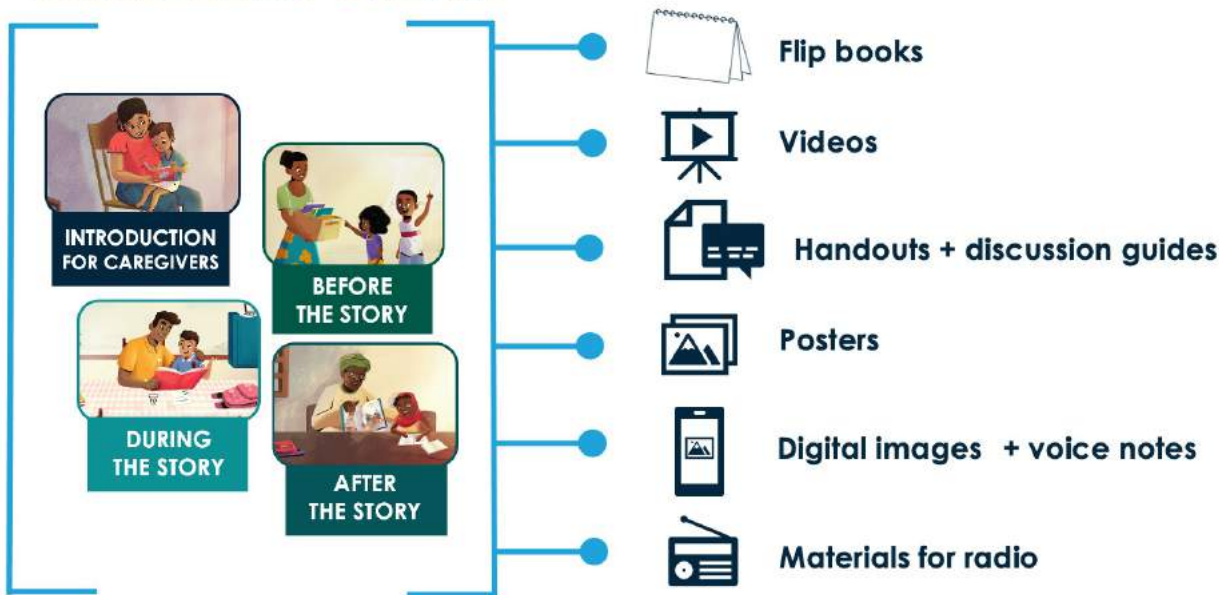 INTRODUCTION
FOR CAREGIVERS
BEFORE
THE STORY
DURING
THE STORY
AFTER
THE STORY
Flip books
Videos
Handouts + discussion guides
Posters
Digital images + voice notes
Materials for radio